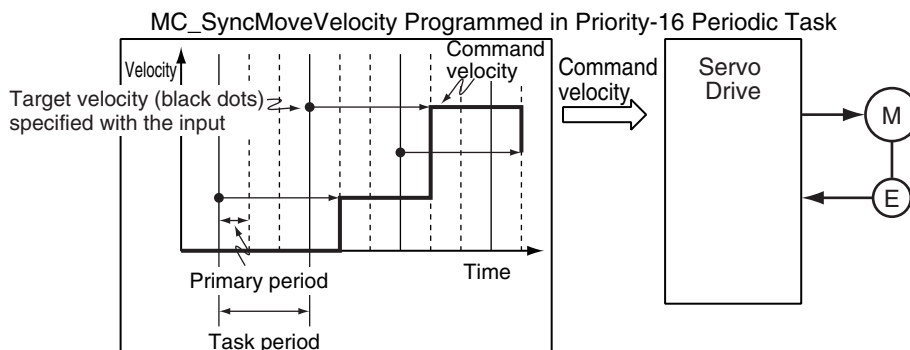 MC_SyncMoveVelocity Programmed in Priority-16 Periodic Task
Velocity
Command
velocity
Target velocity (black dots)
specified with the input
Primary period
Time
Task period
Command
velocity
Servo
Drive
M
E